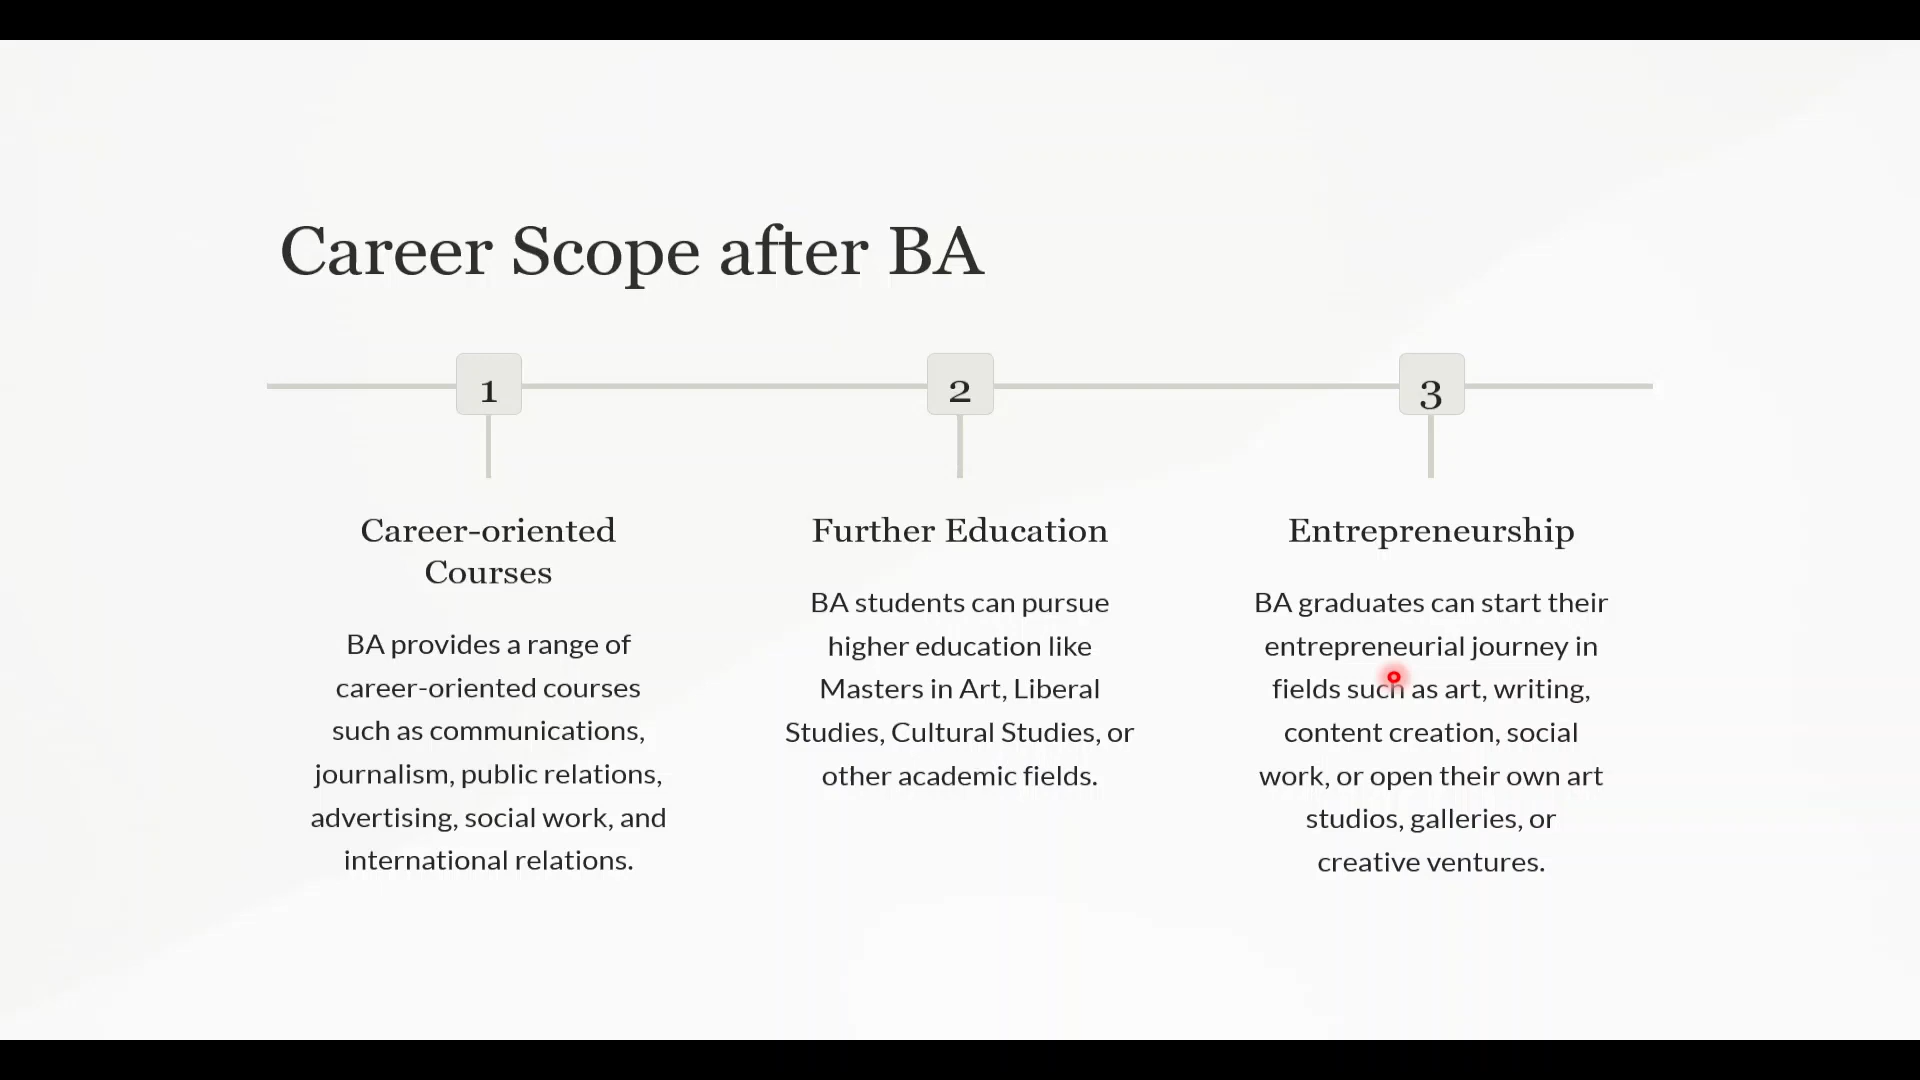 Career Scope after BA
1
2
3
Career-oriented
Courses
BA provides a range of
career-oriented courses
such as communications,
journalism, public relations,
advertising, social work, and
international relations.
Further Education
BA students can pursue
higher education like
Masters in Art, Liberal
Studies, Cultural Studies, or
other academic fields.
Entrepreneurship
BA graduates can start their
entrepreneurial journey in
fields such as art, writing,
content creation, social
work, or open their own art
studios, galleries, or
creative ventures.